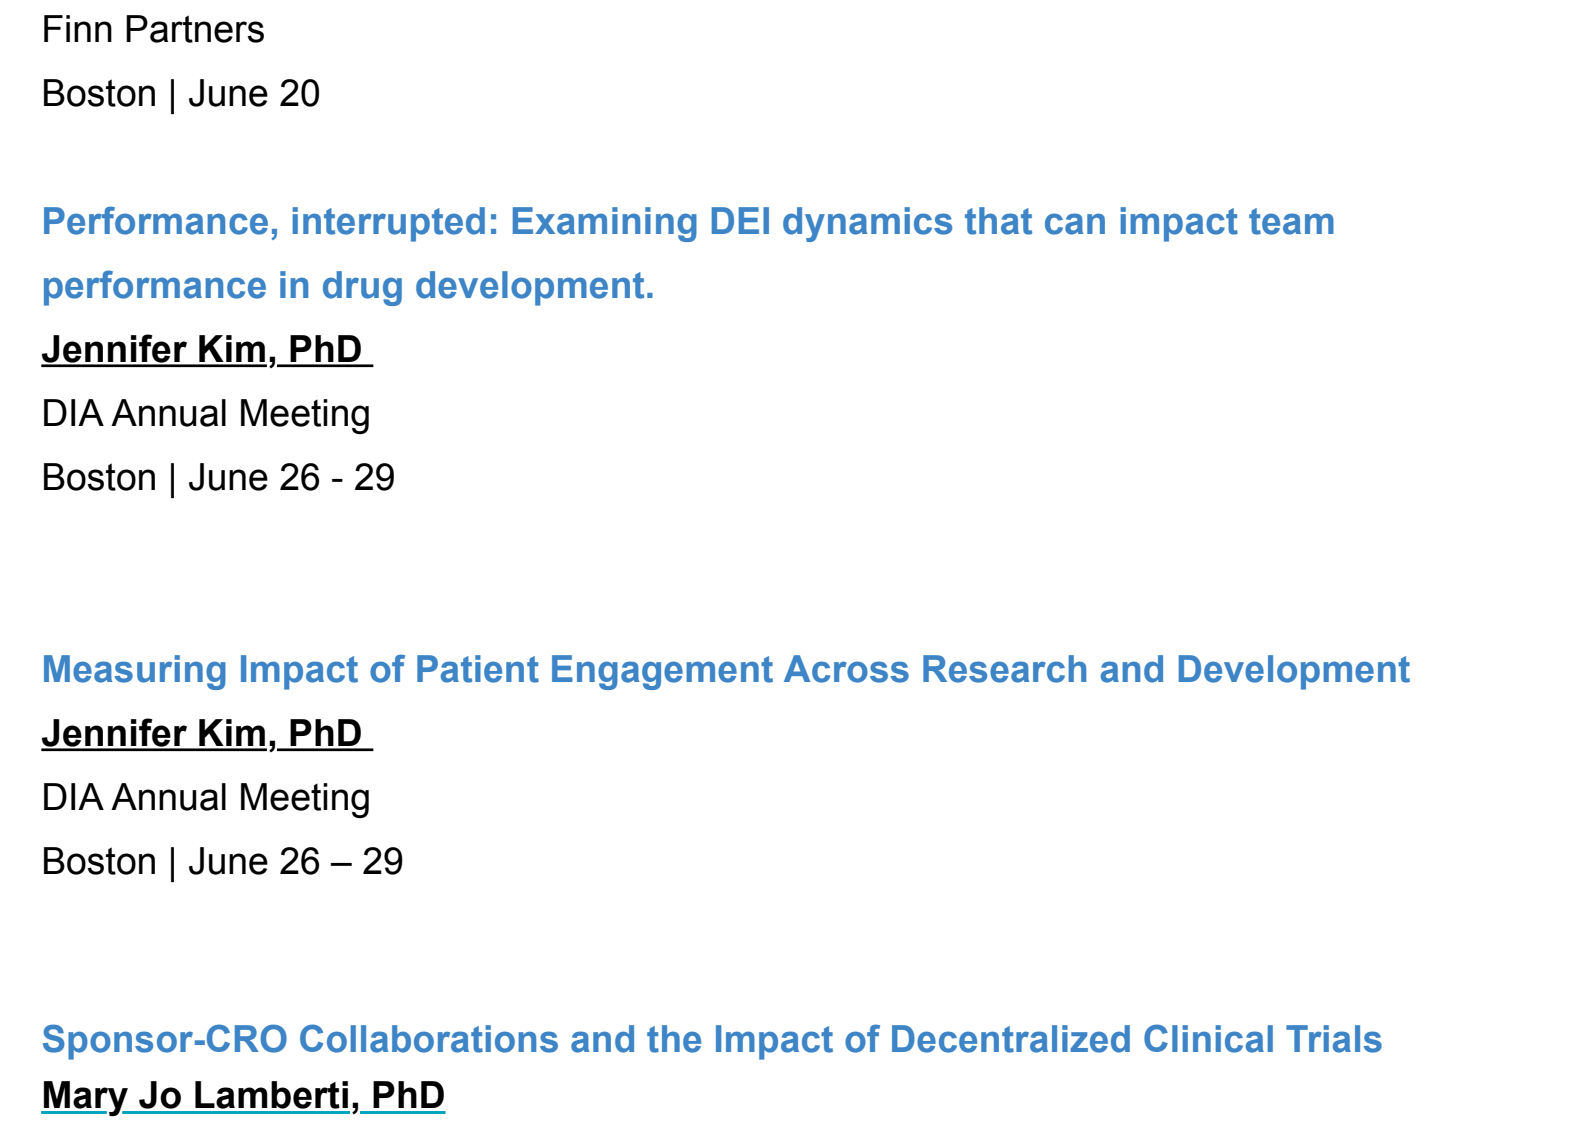 Finn Partners
Boston | June 20
Performance, interrupted: Examining DEI dynamics that can impact team
performance in drug development.
Jennifer Kim, PhD
DIA Annual Meeting
Boston | June 26 - 29
Measuring Impact of Patient Engagement Across Research and Development
Jennifer Kim, PhD
DIA Annual Meeting
Boston | June 26 – 29
Sponsor-CRO Collaborations and the Impact of Decentralized Clinical Trials
Mary Jo Lamberti, PhD